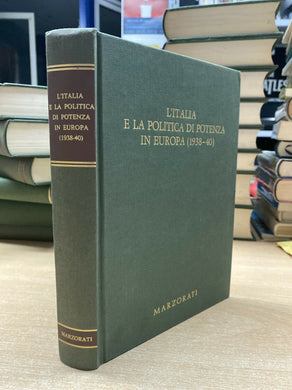 L'ITALIA
E LA POLITICA
DI POTENZA
IN EUROPA
(1938-40)
MARZORATI
L'ITALIA
E LA POLITICA DI POTENZA
IN EUROPA (1938-40)
MARZORATI